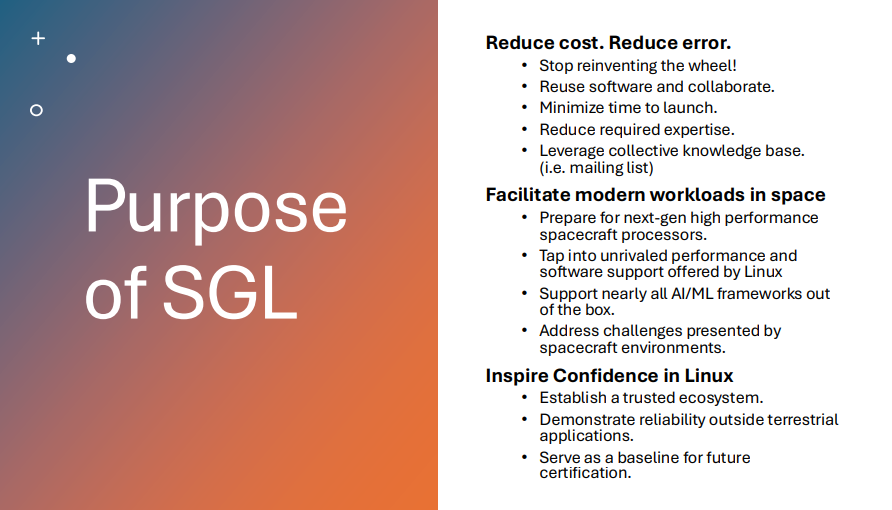 Purpose
of SGL
Reduce cost. Reduce error.
• Stop reinventing the wheel!
• Reuse software and collaborate.
• Minimize time to launch.
• Reduce required expertise.
• Leverage collective knowledge base.
(i.e. mailing list)
Facilitate modern workloads in space
• Prepare for next-gen high performance
spacecraft processors.
• Tap into unrivaled performance and
software support offered by Linux
• Support nearly all AI/ML frameworks out
of the box.
• Address challenges presented by
spacecraft environments.
Inspire Confidence in Linux
• Establish a trusted ecosystem.
• Demonstrate reliability outside terrestrial
applications.
• Serve as a baseline for future
certification.